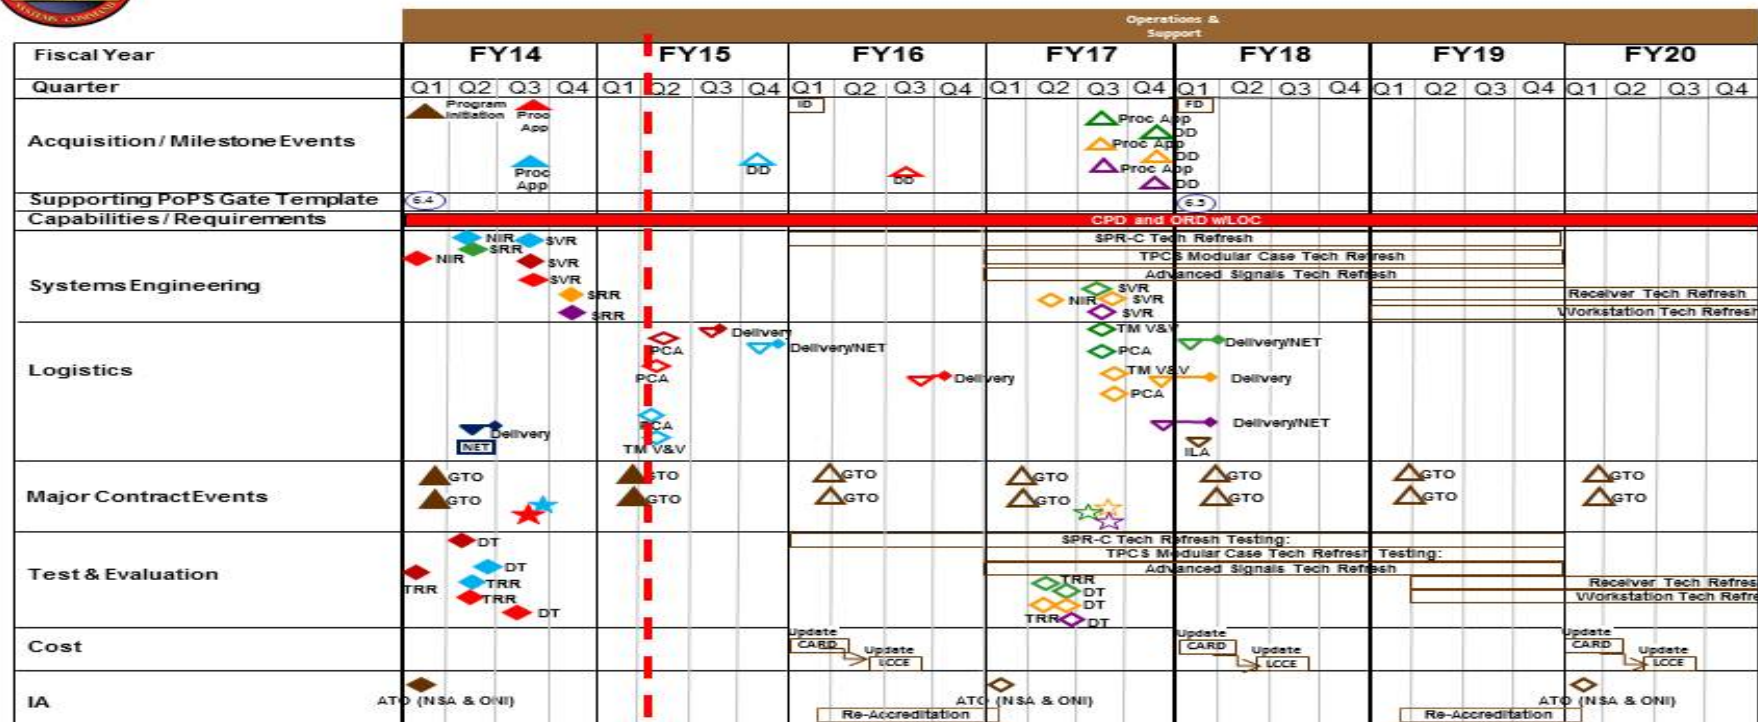 SYSTEMS COMMAND
Operations &
Support
Fiscal Year FY14 FY15 FY16 FY17 FY18 FY19 FY20
Quarter Q1 Q2 Q3 Q4 Q1 Q2 Q3 Q4 Q1 Q2 Q3 Q4 Q1 Q2 Q3 Q4 Q1 Q2 Q3 Q4 Q1 Q2 Q3 Q4 Q1 Q2 Q3 Q4
Acquisition / Milestone Events
Program
Initiation
Proc
App
ID
FD
Proc App
DD
Proc App
DD
Proc App
DD
Proc
App
DD
DD
Supporting PoPS Gate Template 6.4 6.5
Capabilities / Requirements CPD and ORD w/LOC
Systems Engineering
NIR SVR
SRR
NIR SVR
SVR
SRR
SRR
SPR-C Tech Refresh
TPCS Modular Case Tech Refresh
Advanced Signals Tech Refresh
SVR
NIR SVR
SVR
Receiver Tech Refresh
Workstation Tech Refresh
Logistics
Delivery
PCA
Delivery/NET
PCA
Delivery
PCA
TM V&V
Delivery
NET
TM V&V
PCA
TM V&V
PCA
Delivery/NET
Delivery
Delivery/NET
ILA
Major Contract Events
GTO GTO GTO GTO GTO GTO GTO
GTO GTO GTO GTO GTO GTO GTO
Test & Evaluation
DT
DT
TRR TRR
TRR
DT
SPR-C Tech Refresh Testing:
TPCS Modular Case Tech Refresh Testing:
Advanced Signals Tech Refresh
TRR
DT
DT
TRR DT
Receiver Tech Refres
Workstation Tech Refre
Cost
Update
CARD
Update
LCCE
Update
CARD
Update
LCCE
Update
CARD
Update
LCCE
IA
ATO (NSA & ONI) ATO (NSA & ONI) ATO (NSA & ONI)
Re-Accreditation Re-Accreditation